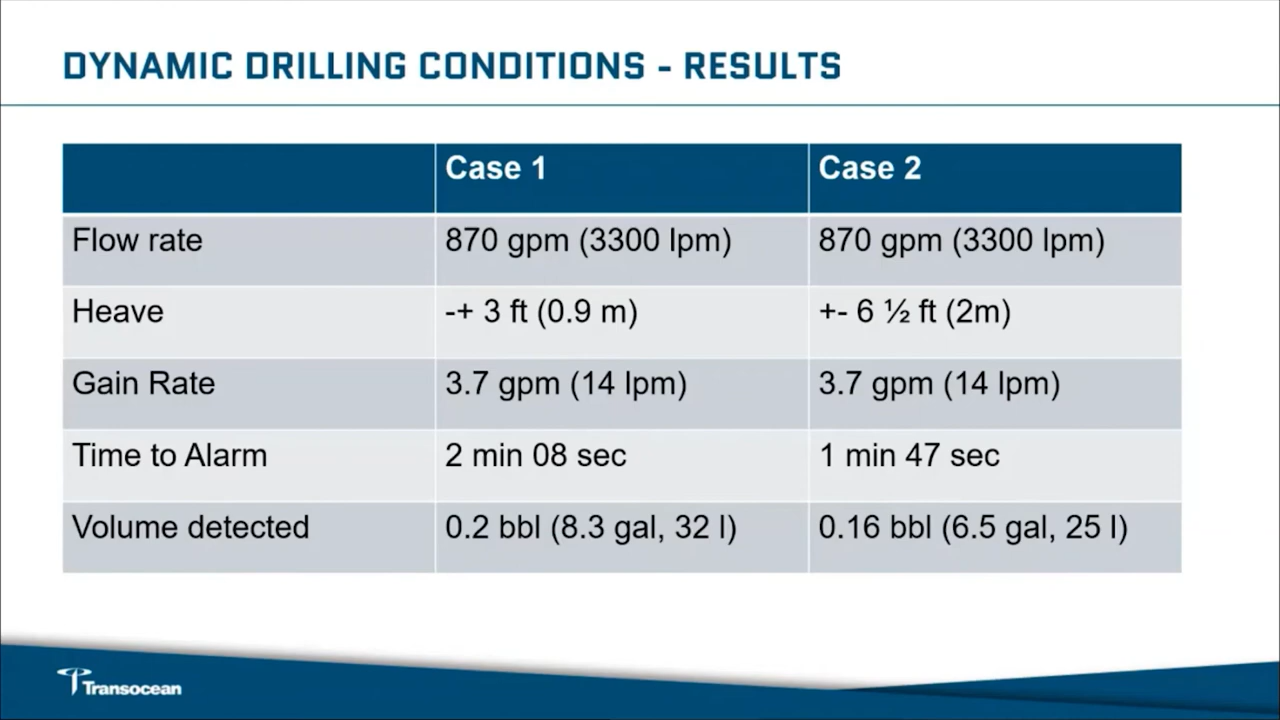 DYNAMIC DRILLING CONDITIONS - RESULTS
Case 1 Case 2
Flow rate 870 gpm (3300 lpm) 870 gpm (3300 lpm)
Heave -+ 3 ft (0.9 m) +- 6 ½ ft (2m)
Gain Rate 3.7 gpm (14 lpm) 3.7 gpm (14 lpm)
Time to Alarm 2 min 08 sec 1 min 47 sec
Volume detected 0.2 bbl (8.3 gal, 32 l) 0.16 bbl (6.5 gal, 25 l)
Transocean